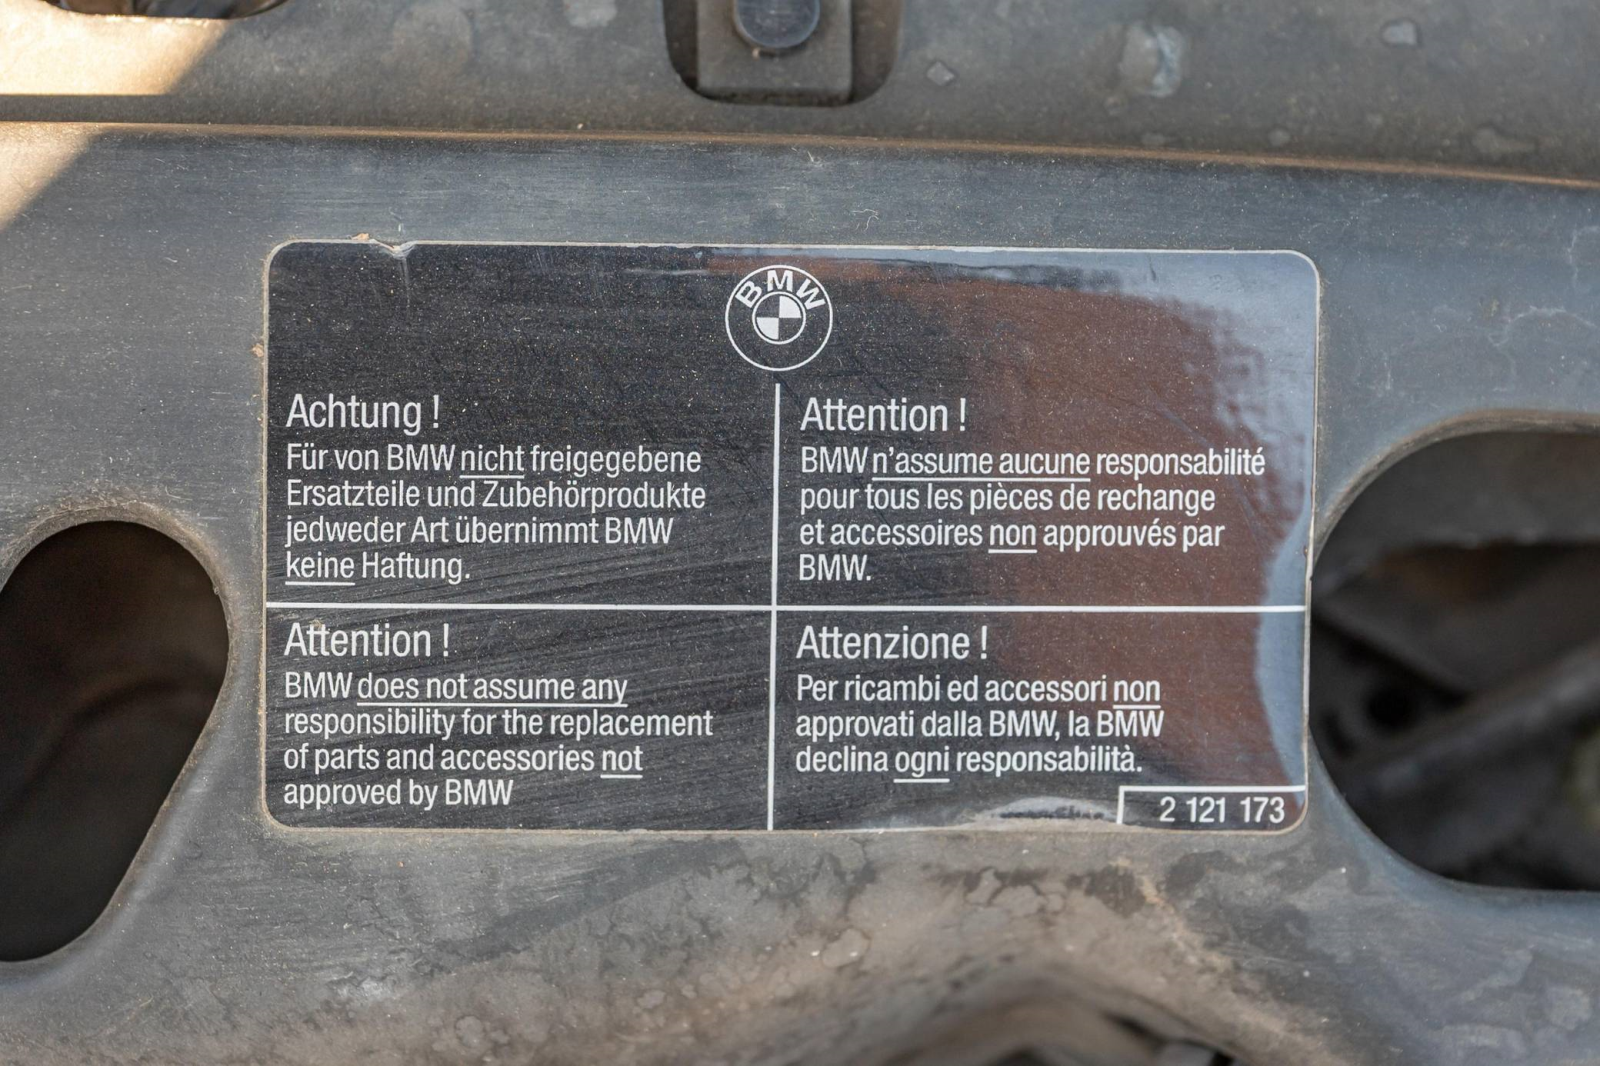 BMW
Achtung !
Für von BMW nicht freigegebene
Ersatzteile und Zubehörprodukte
jedweder Art übernimmt BMW
keine Haftung.
Attention !
BMW n'assume aucune responsabilité
pour tous les pièces de rechange
et accessoires non approuvés par
BMW.
Attention !
BMW does not assume any
responsibility for the replacement
of parts and accessories not
approved by BMW
Attenzione !
Per ricambi ed accessori non
approvati dalla BMW, la BMW
declina ogni responsabilità.
2 121 173